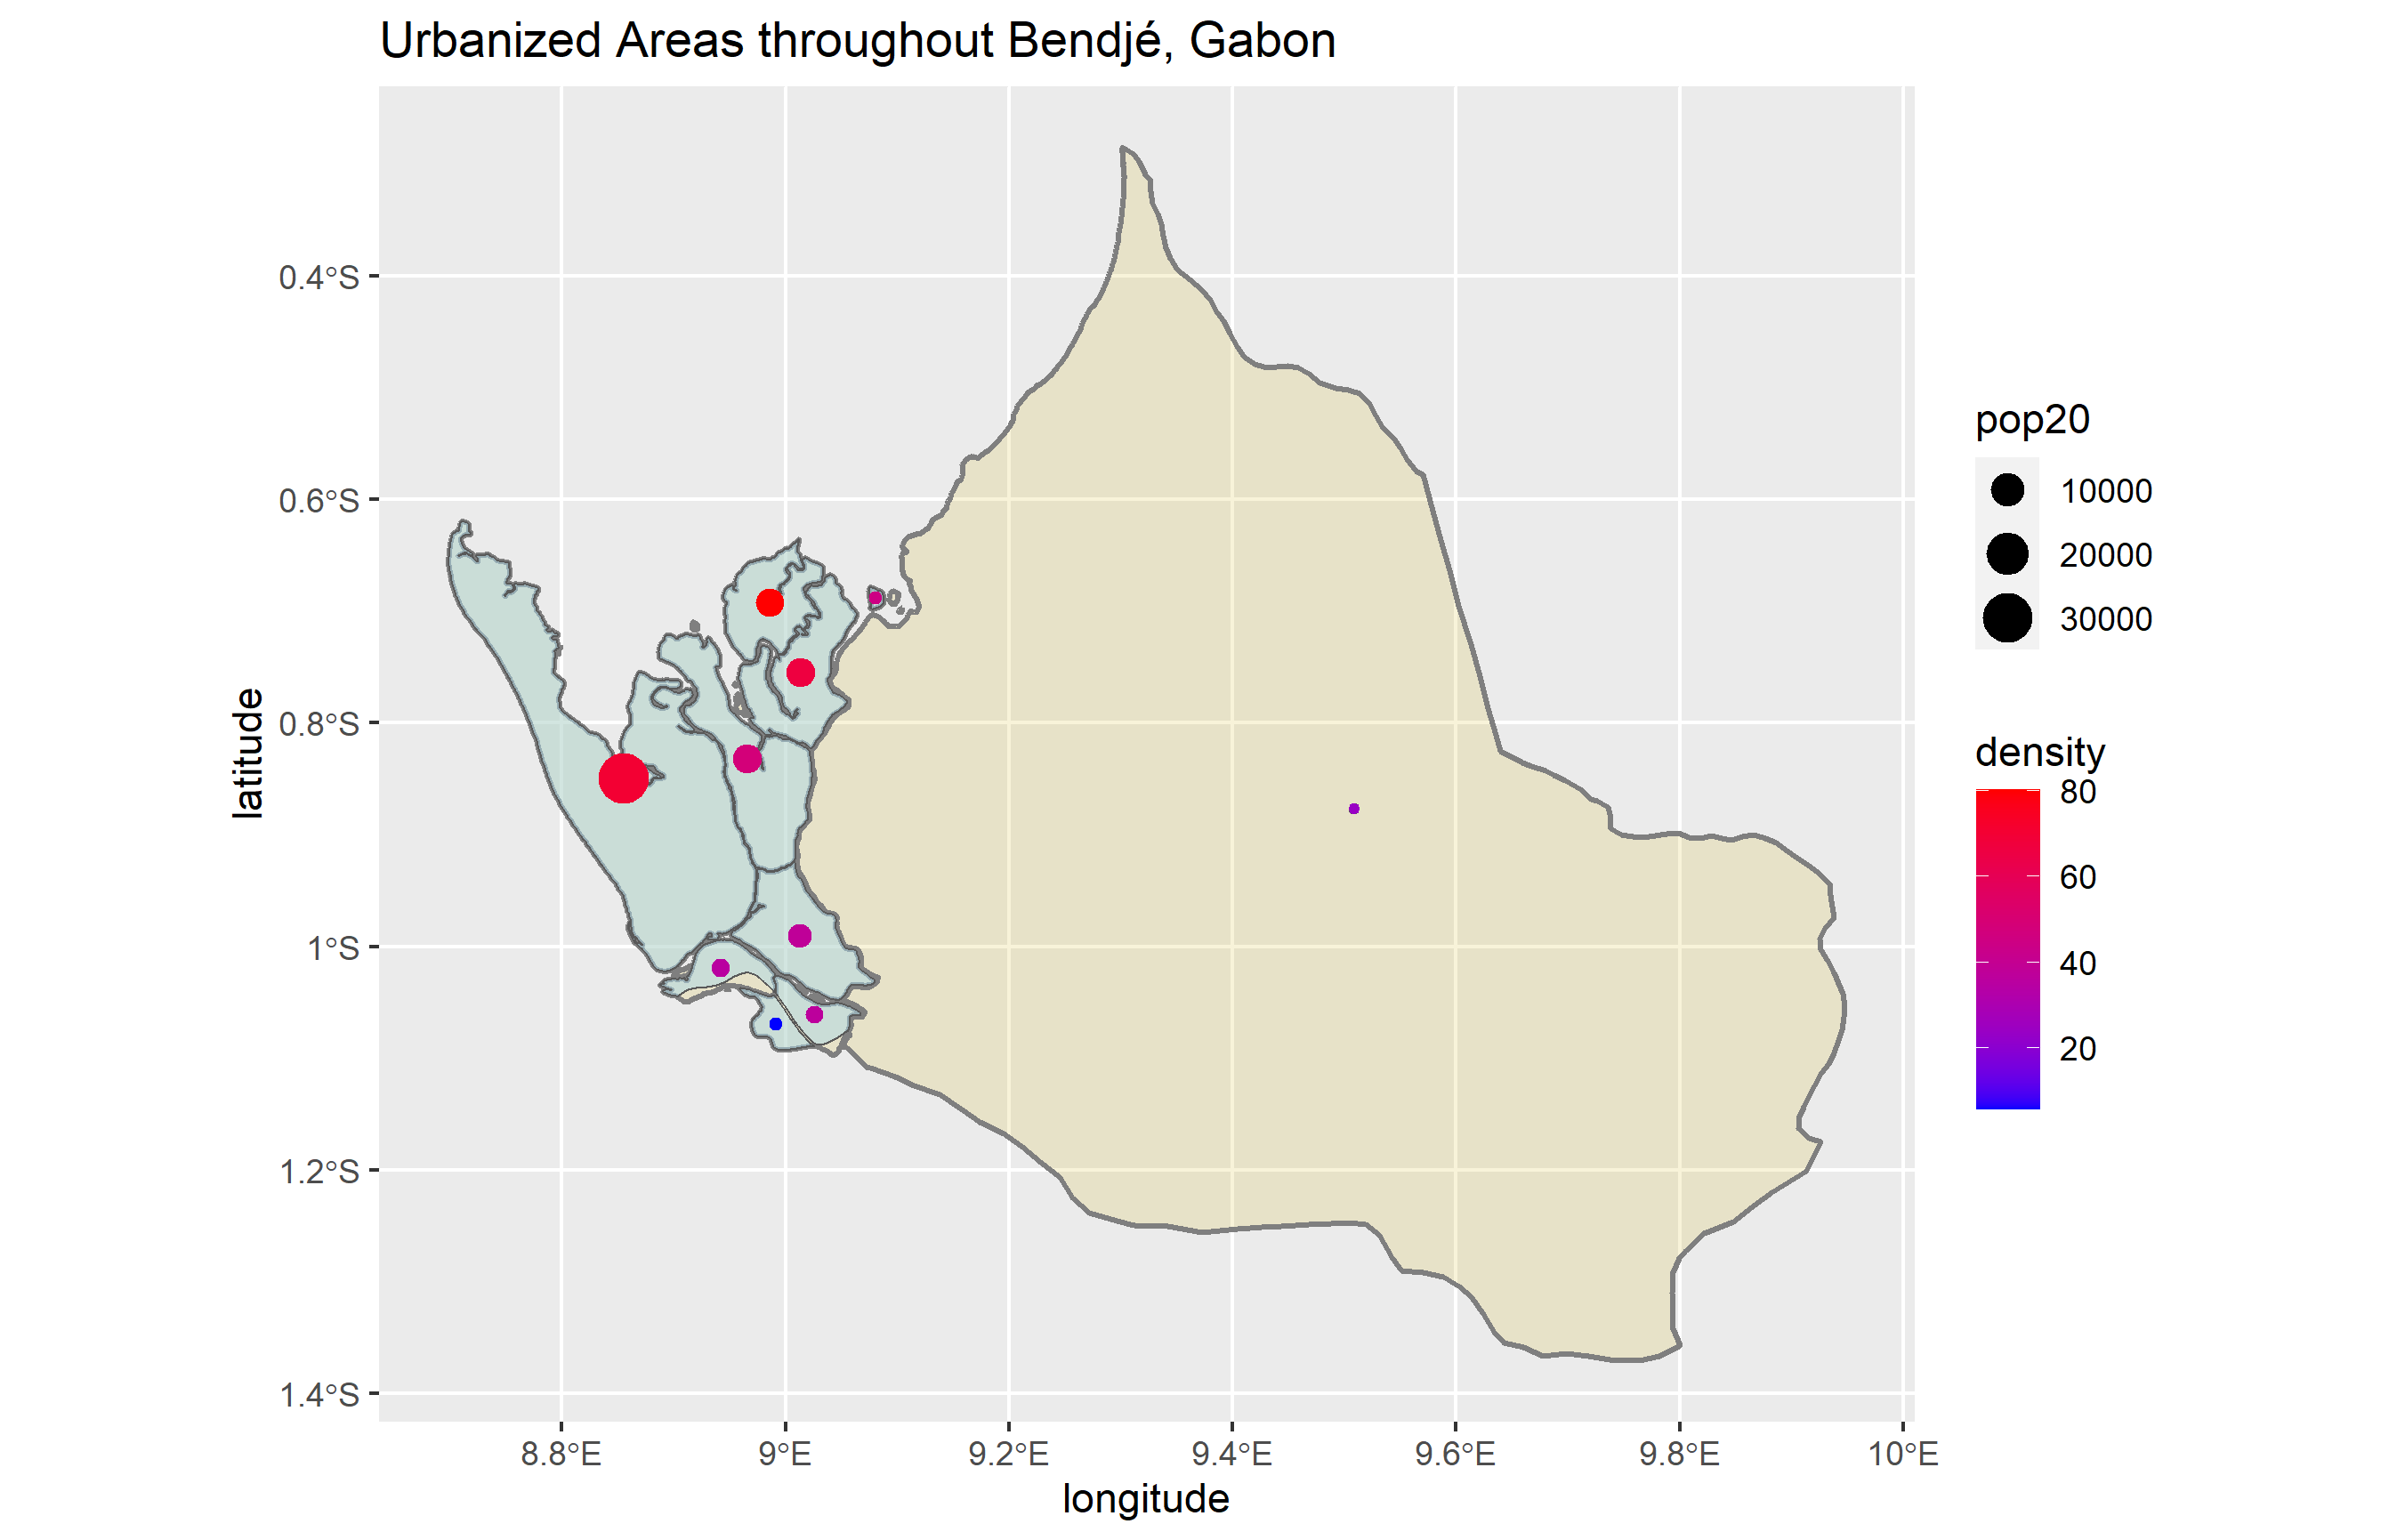 Urbanized Areas throughout Bendjé, Gabon
0.4°S
0.6°S
0.8°S
1°S
1.2°S
1.4°S
latitude
8.8°E
9°E
9.2°E
9.4°E
9.6°E
9.8°E
10°E
longitude
pop20
10000
20000
30000
density
80
60
40
20